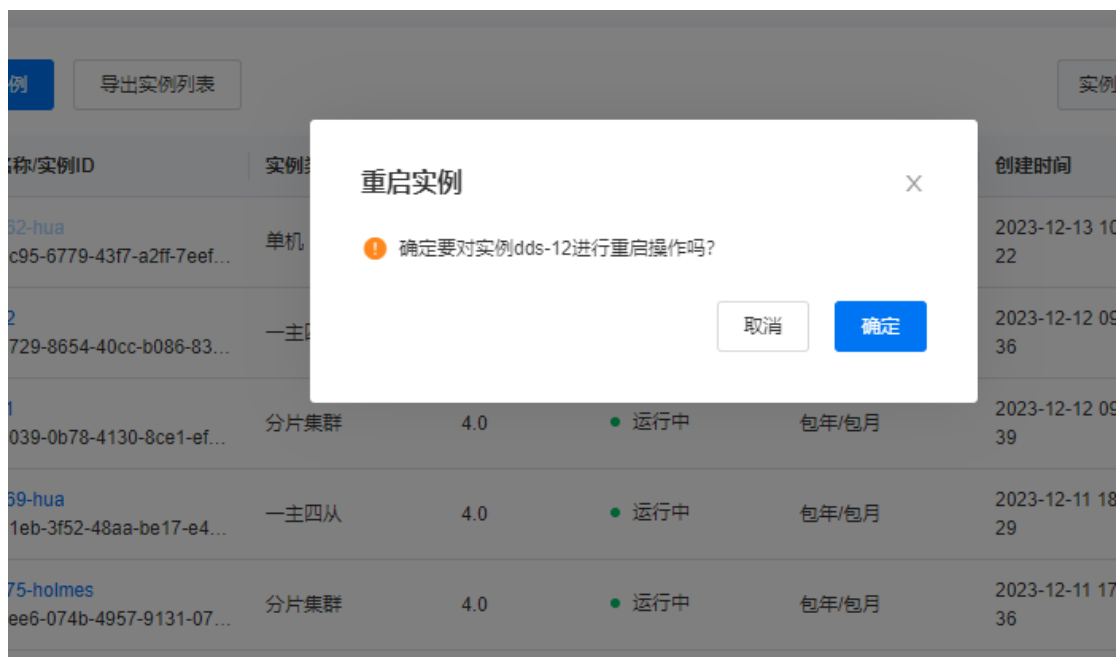 例
导出实例列表
实例
称/实例ID
实例
创建时间
重启实例
确定要对实例dds-12进行重启操作吗?
取消
确定
62-hua
c95-6779-43f7-a2ff-7eef...
单机
2023-12-13 10
22
2
729-8654-40cc-b086-83...
一主
2023-12-12 09
36
1
039-0b78-4130-8ce1-ef...
分片集群
4.0
运行中
包年/包月
2023-12-12 09
39
69-hua
1eb-3f52-48aa-be17-e4...
一主四从
4.0
运行中
包年/包月
2023-12-11 18
29
75-holmes
ee6-074b-4957-9131-07...
分片集群
4.0
运行中
包年/包月
2023-12-11 17
36